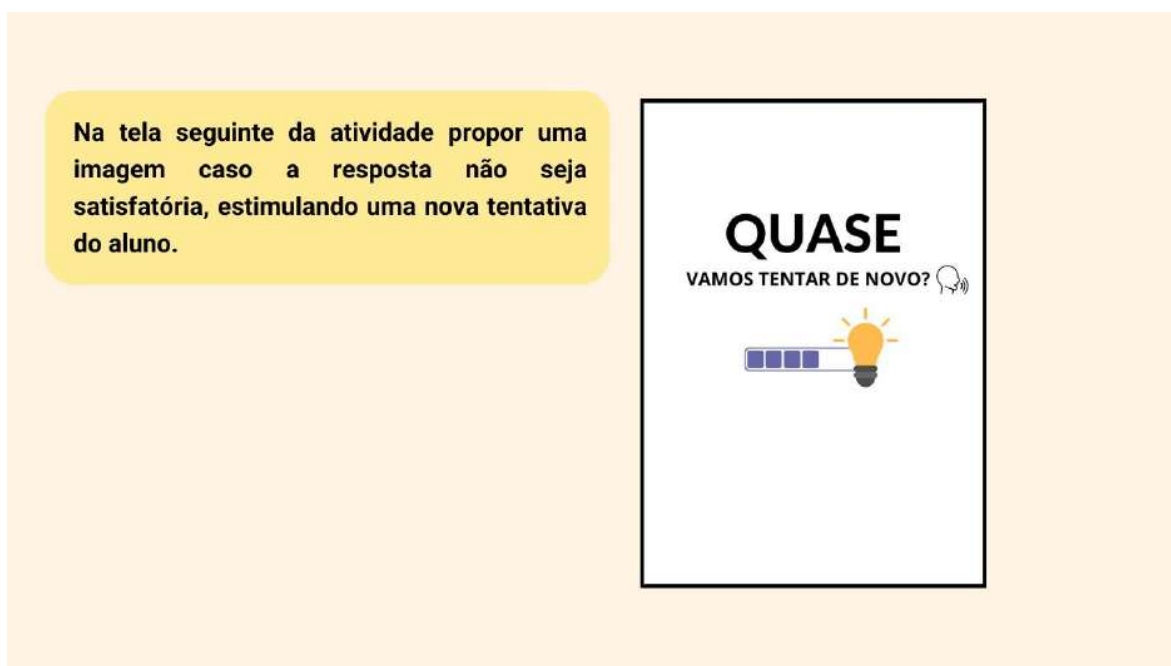 Na tela seguinte da atividade propor uma
imagem caso a resposta não seja
satisfatória, estimulando uma nova tentativa
do aluno.
QUASE
VAMOS TENTAR DE NOVO?